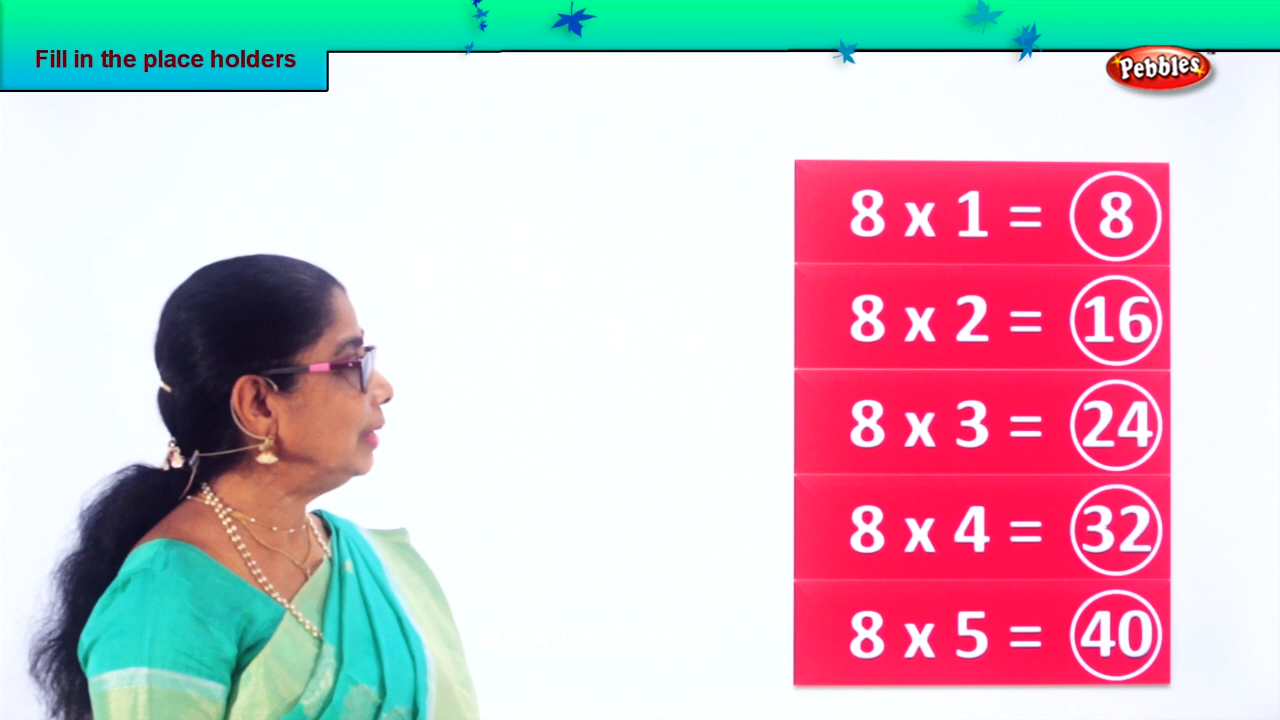 Fill in the place holders
Pebbles
8 x 1 = 8
8 x 2 = 16
8 x 3 = 24
8 x 4 = 32
8 x 5 = 40